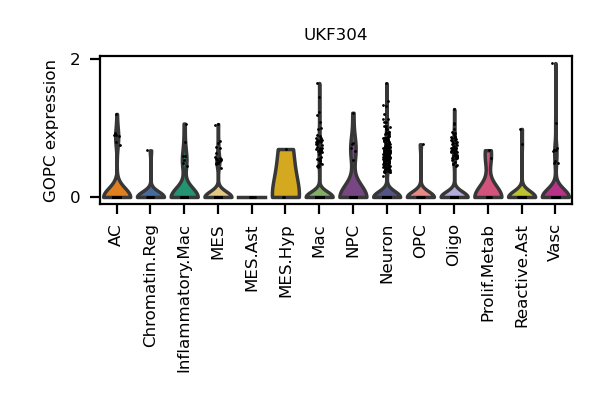 UKF304
GOPC expression
2
0
AC
Chromatin.Reg
Inflammatory.Mac
MES
MES.Ast
MES.Hyp
Mac
NPC
Neuron
OPC
Oligo
Prolif.Metab
Reactive.Ast
Vasc